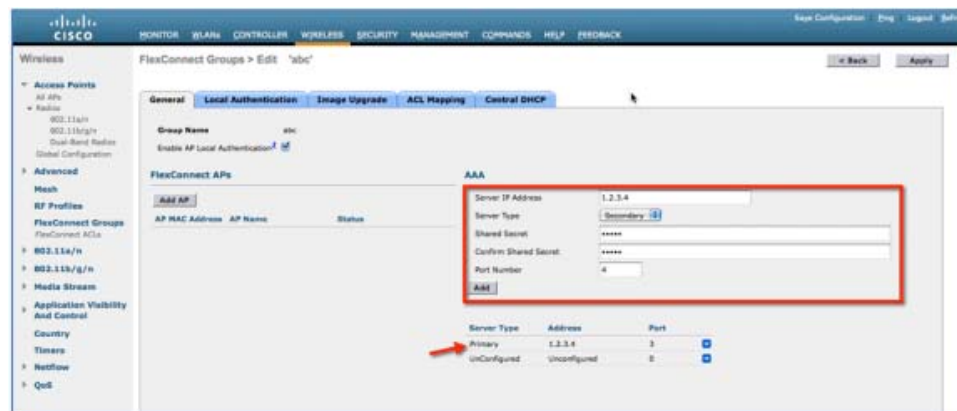 Save Configuration Ping Logout Refr
CISCO
MONITOR WLANs CONTROLLER WIRELESS SECURITY MANAGEMENT COMMANDS HELP FEEDBACK
Wireless
FlexConnect Groups > Edit 'abc'
< Back
Apply
Access Points
All APs
Radios
802.11a/n
802.11b/g/n
Dual-Band Radios
Global Configuration
Advanced
Mesh
RF Profiles
FlexConnect Groups
FlexConnect ACLs
802.11a/n
802.11b/g/n
Media Stream
Application Visibility And Control
Country
Timers
Netflow
QoS
General
Local Authentication
Image Upgrade
ACL Mapping
Central DHCP
Group Name abc
Enable AP Local Authentication
FlexConnect APs
Add AP
AP MAC Address AP Name Status
AAA
Server IP Address 1.2.3.4
Server Type Secondary
Shared Secret •••••
Confirm Shared Secret •••••
Port Number 4
Add
Server Type Address Port
Primary 1.2.3.4 3
UnConfigured Unconfigured 0